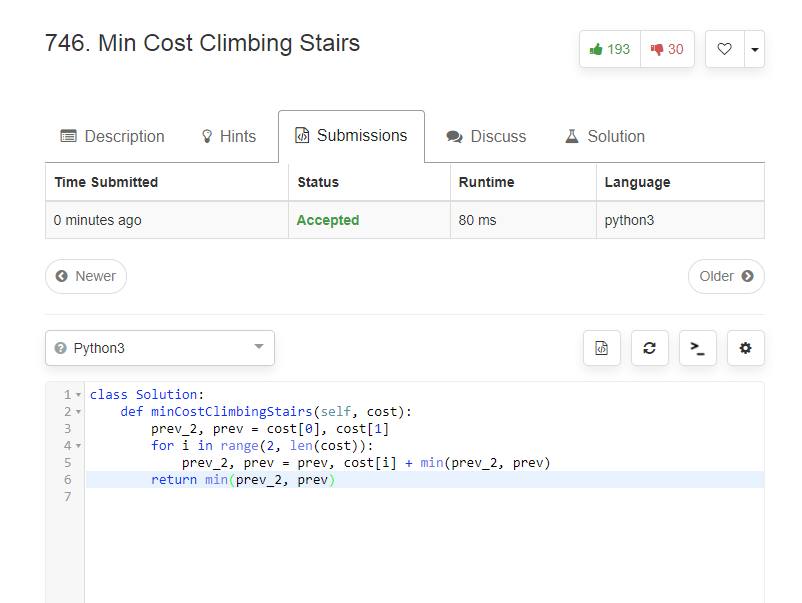 746. Min Cost Climbing Stairs
193 30
Description Hints Submissions Discuss Solution
Time Submitted Status Runtime Language
0 minutes ago Accepted 80 ms python3
Newer Older
Python3
1 class Solution:
2     def minCostClimbingStairs(self, cost):
3         prev_2, prev = cost[0], cost[1]
4         for i in range(2, len(cost)):
5             prev_2, prev = prev, cost[i] + min(prev_2, prev)
6         return min(prev_2, prev)
7